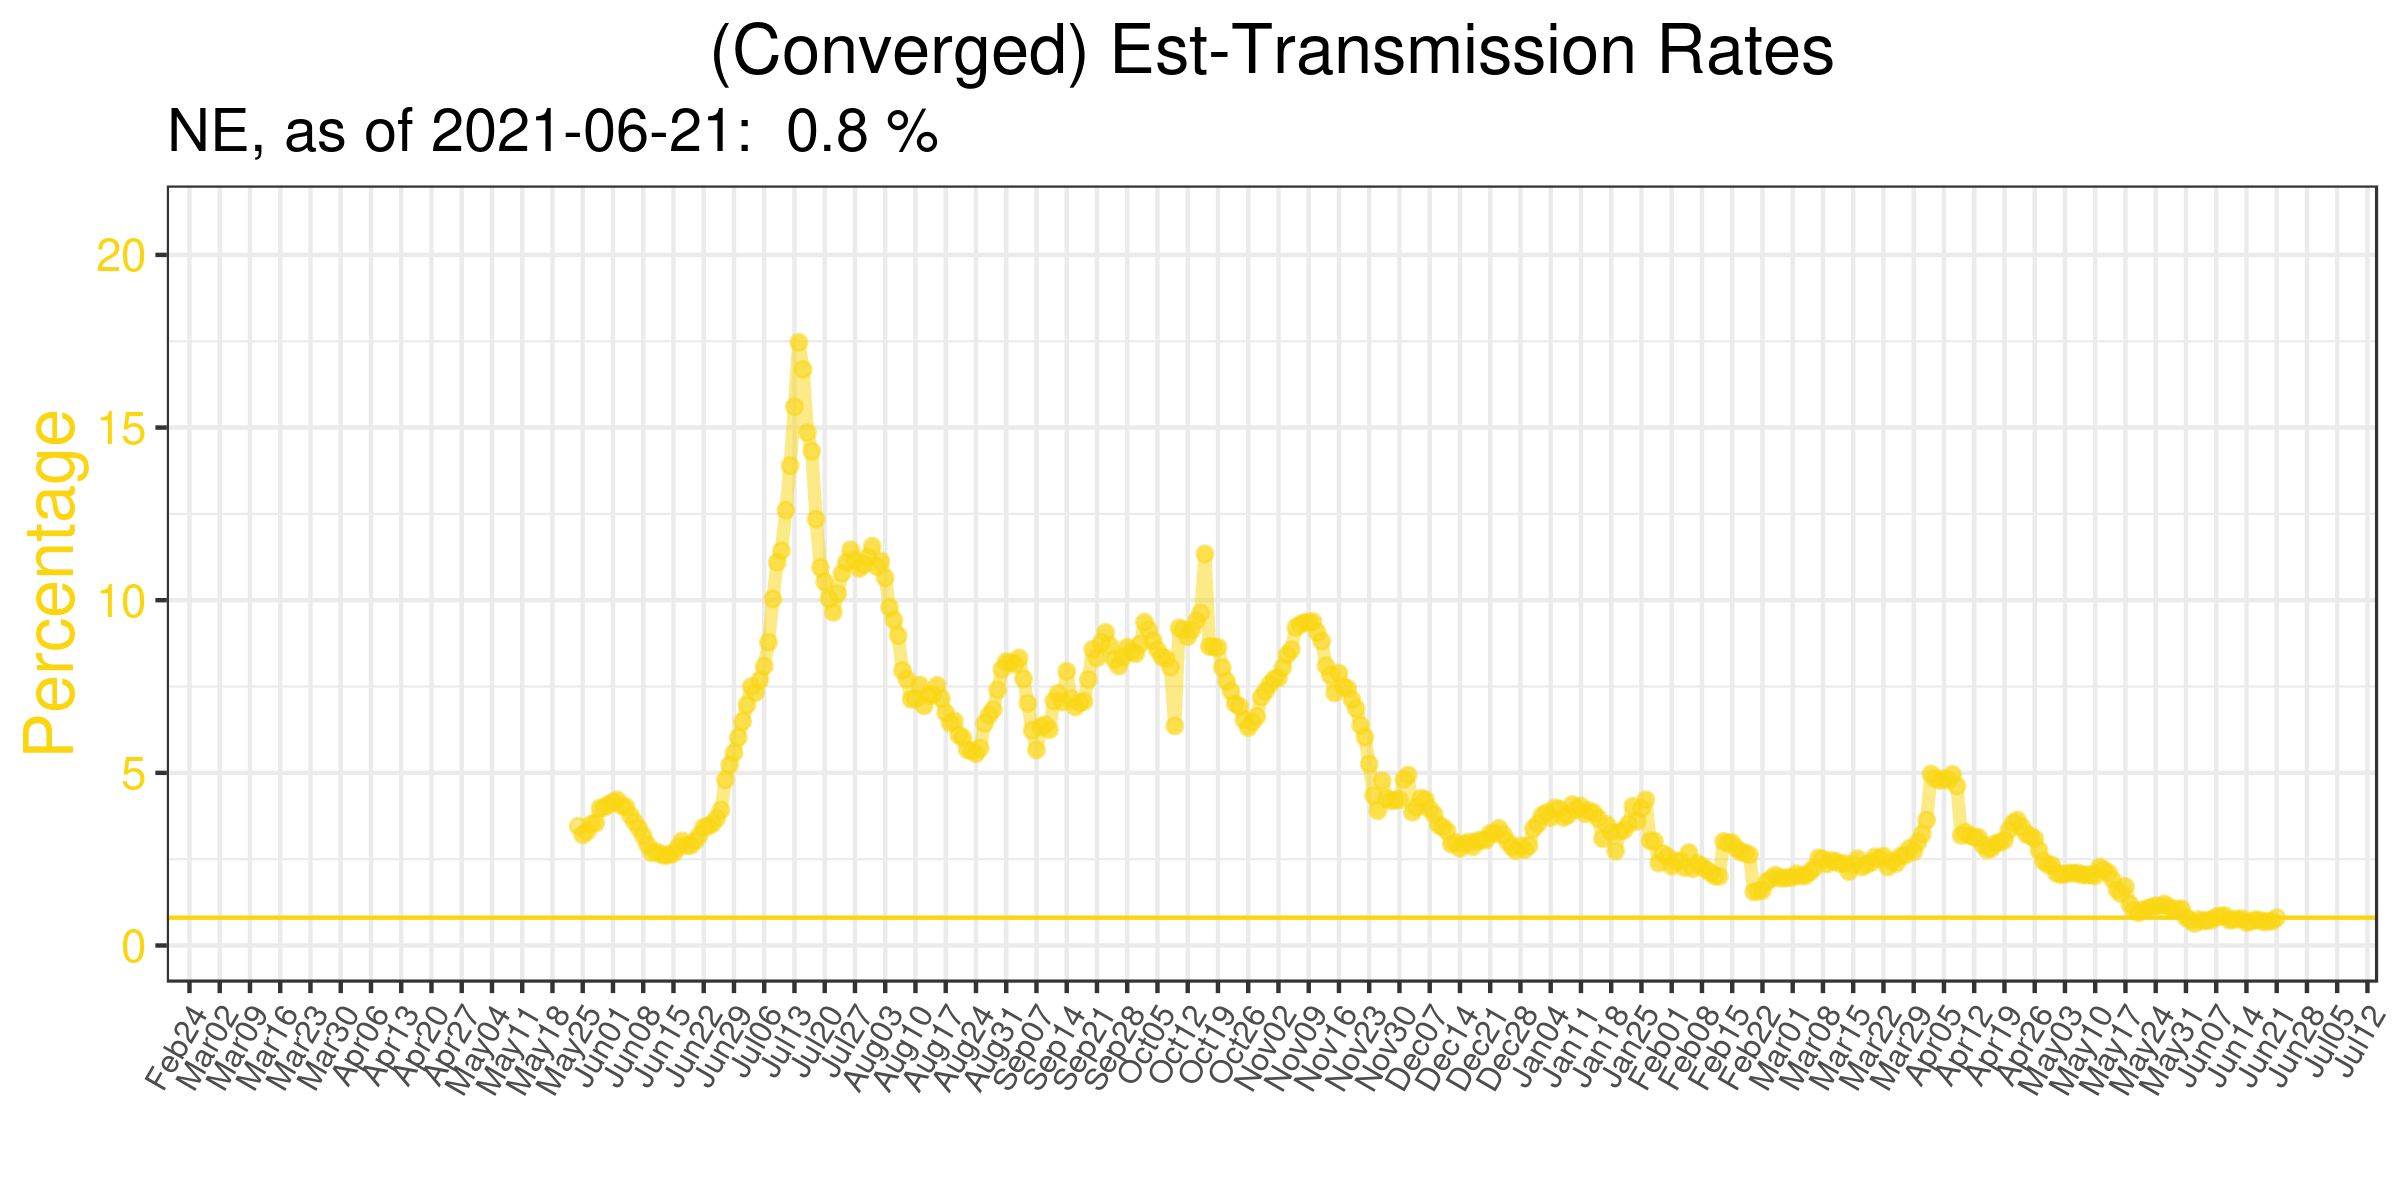 (Converged) Est-Transmission Rates
NE, as of 2021-06-21: 0.8 %
Percentage
20
15
10
5
0
Feb24
Mar02
Mar09
Mar16
Mar23
Mar30
Apr06
Apr13
Apr20
Apr27
May04
May11
May18
May25
Jun01
Jun08
Jun15
Jun22
Jun29
Jul06
Jul13
Jul20
Jul27
Aug03
Aug10
Aug17
Aug24
Aug31
Sep07
Sep14
Sep21
Sep28
Oct05
Oct12
Oct19
Oct26
Nov02
Nov09
Nov16
Nov23
Nov30
Dec07
Dec14
Dec21
Dec28
Jan04
Jan11
Jan18
Jan25
Feb01
Feb08
Feb15
Feb22
Mar01
Mar08
Mar15
Mar22
Mar29
Apr05
Apr12
Apr19
Apr26
May03
May10
May17
May24
May31
Jun07
Jun14
Jun21
Jun28
Jul05
Jul12